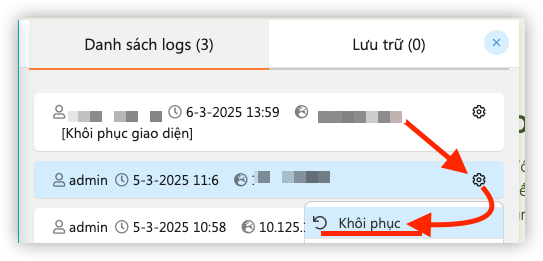 Danh sách logs (3)
Lưu trữ (0)
6-3-2025 13:59
[Khôi phục giao diện]
admin 5-3-2025 11:6
admin 5-3-2025 10:58 10.125.
Khôi phục